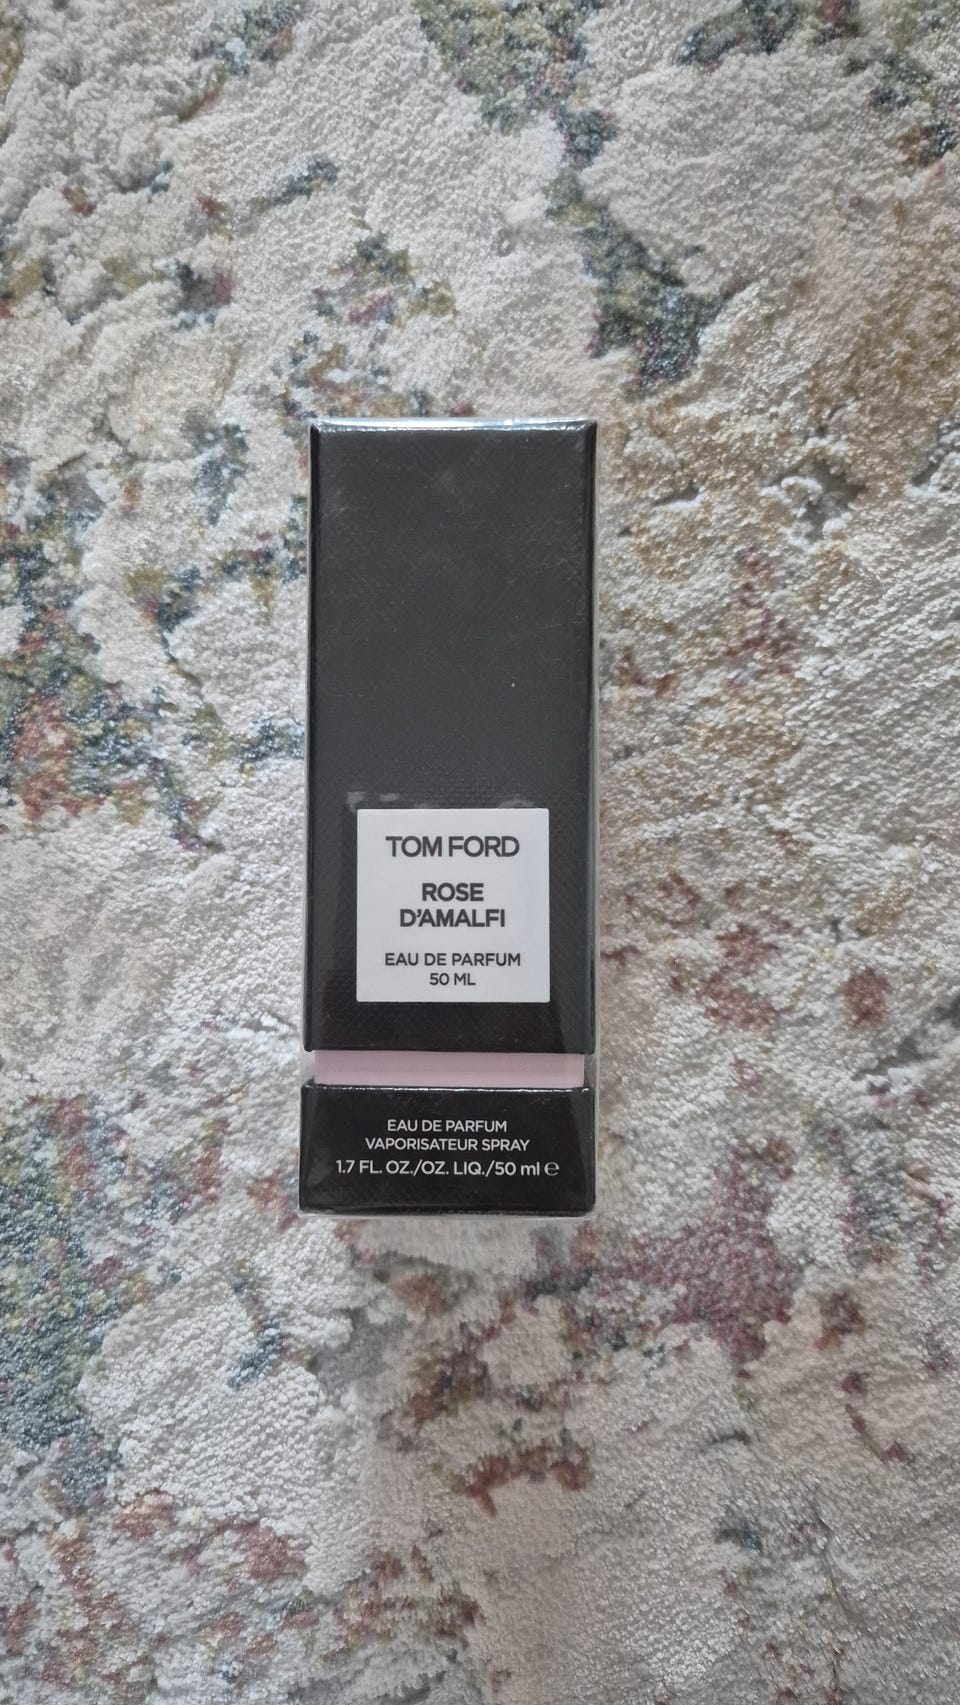 TOM FORD
ROSE
D'AMALFI
EAU DE PARFUM
50 ML
EAU DE PARFUM
VAPORISATEUR SPRAY
1.7 FL. OZ./OZ. LIQ./50 ml ℮